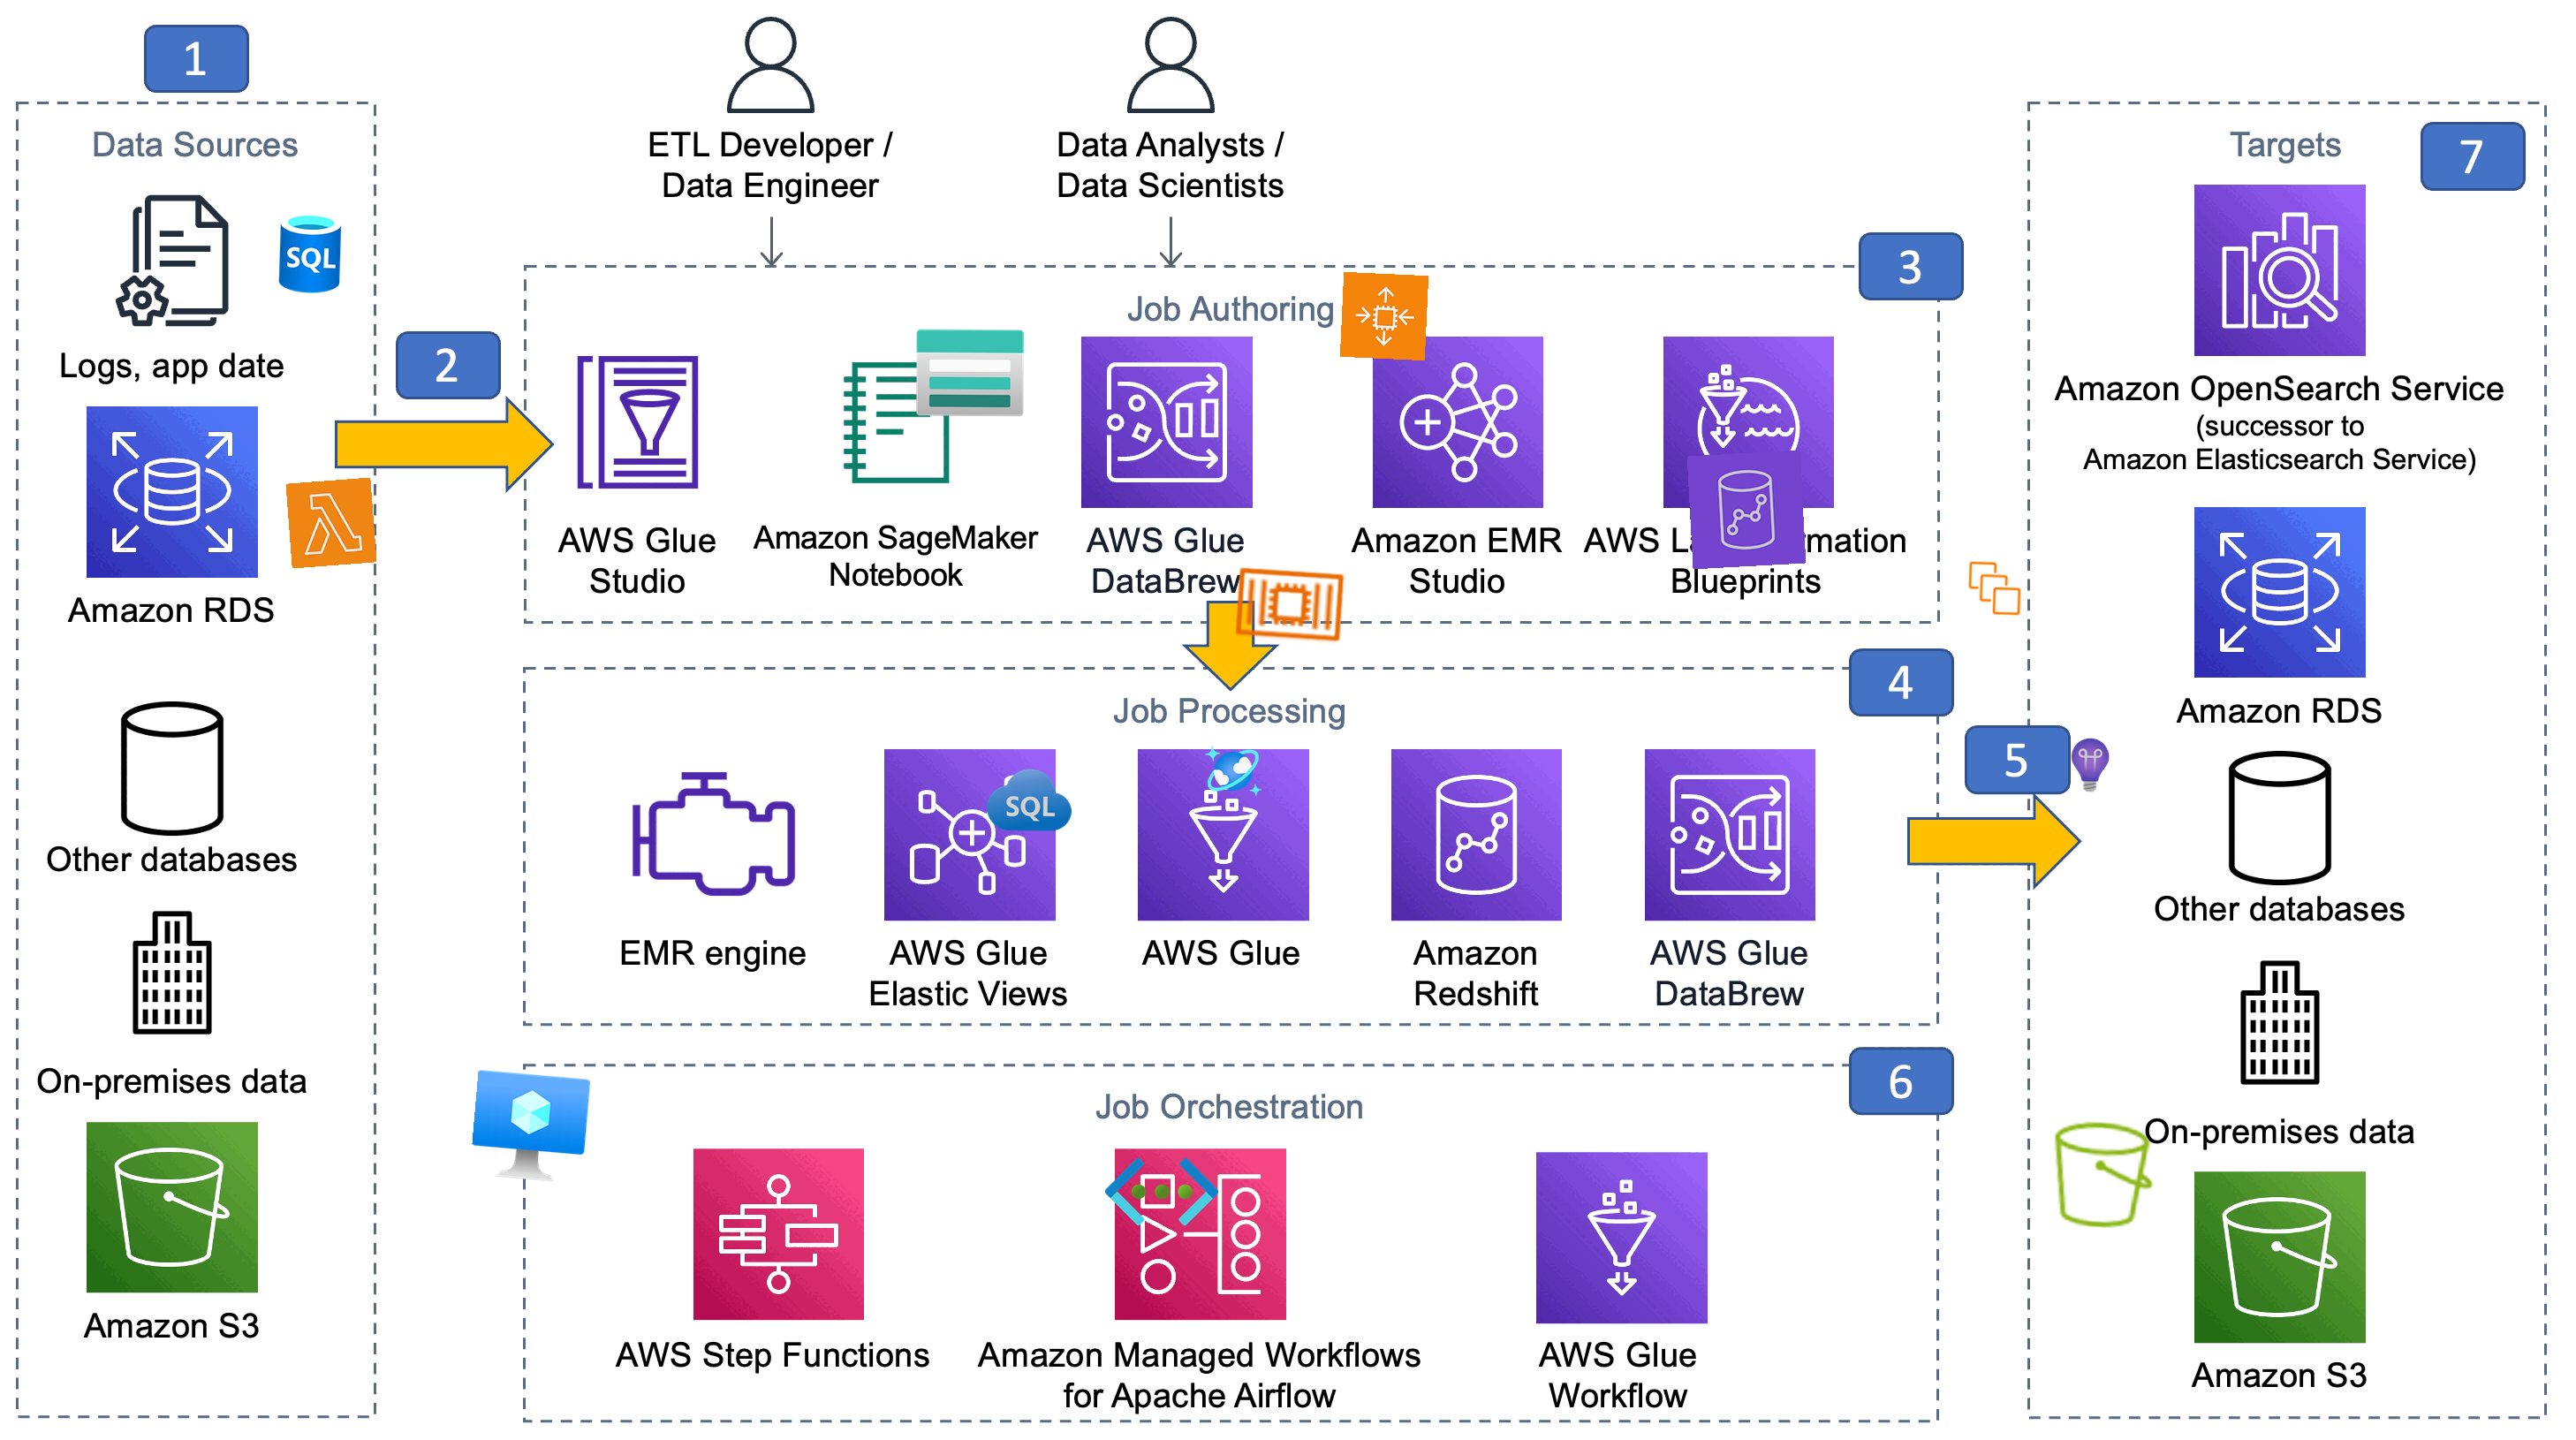 1
Data Sources
SQL
Logs, app date
Amazon RDS
Other databases
On-premises data
Amazon S3
2
ETL Developer /
Data Engineer
Data Analysts /
Data Scientists
3
Job Authoring
AWS Glue
Studio
Amazon SageMaker
Notebook
AWS Glue
DataBrew
Amazon EMR
Studio
AWS
Blueprints
4
Job Processing
EMR engine
SQL
AWS Glue
Elastic Views
AWS Glue
Amazon
Redshift
AWS Glue
DataBrew
5
6
Job Orchestration
AWS Step Functions
Amazon Managed Workflows
for Apache Airflow
AWS Glue
Workflow
7
Targets
Amazon OpenSearch Service
(successor to
Amazon Elasticsearch Service)
Amazon RDS
Other databases
On-premises data
Amazon S3